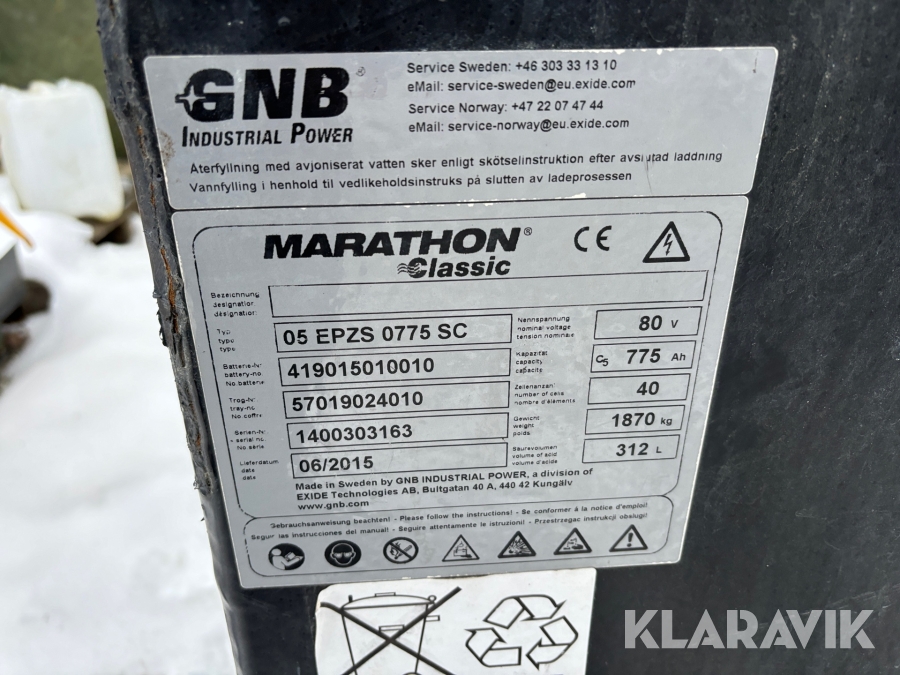 GNB®
INDUSTRIAL POWER
Service Sweden: +46 303 33 13 10
eMail: service-sweden@eu.exide.com
Service Norway: +47 22 07 47 44
eMail: service-norway@eu.exide.com
Återfyllning med avjoniserat vatten sker enligt skötselinstruktion efter avslutad laddning
Vannfylling i henhold til vedlikeholdsinstruks på slutten av ladeprosessen
MARATHON®
Classic
CE
Bezeichnung
designation
désignation
Typ
type
type
05 EPZS 0775 SC
Nennspannung
nominal voltage
tension nominale
80 V
Batterie-Nr
battery-no.
No. batterie
419015010010
Kapazität
capacity
capacité
C5 775 Ah
Trog-Nr
tray-no.
No coffre
57019024010
Zellenanzahl
number of cells
nombre d'éléments
40
Serien-Nr
serial no.
No.série
1400303163
Gewicht
weight
poids
1870 kg
Lieferdatum
date
date
06/2015
Säurevolumen
volume of acid
volume d'acide
312 L
Made in Sweden by GNB INDUSTRIAL POWER, a division of
EXIDE Technologies AB, Bultgatan 40 A, 440 42 Kungälv
www.gnb.com
Gebrauchsanweisung beachten! - Please follow the instructions! - Se conformer à la notice d'emploi!
Seguir las instrucciones del manual! - Seguire attentamente le istruzioni! - Przestrzegac instrukcji obslugi!
KLARAVIK